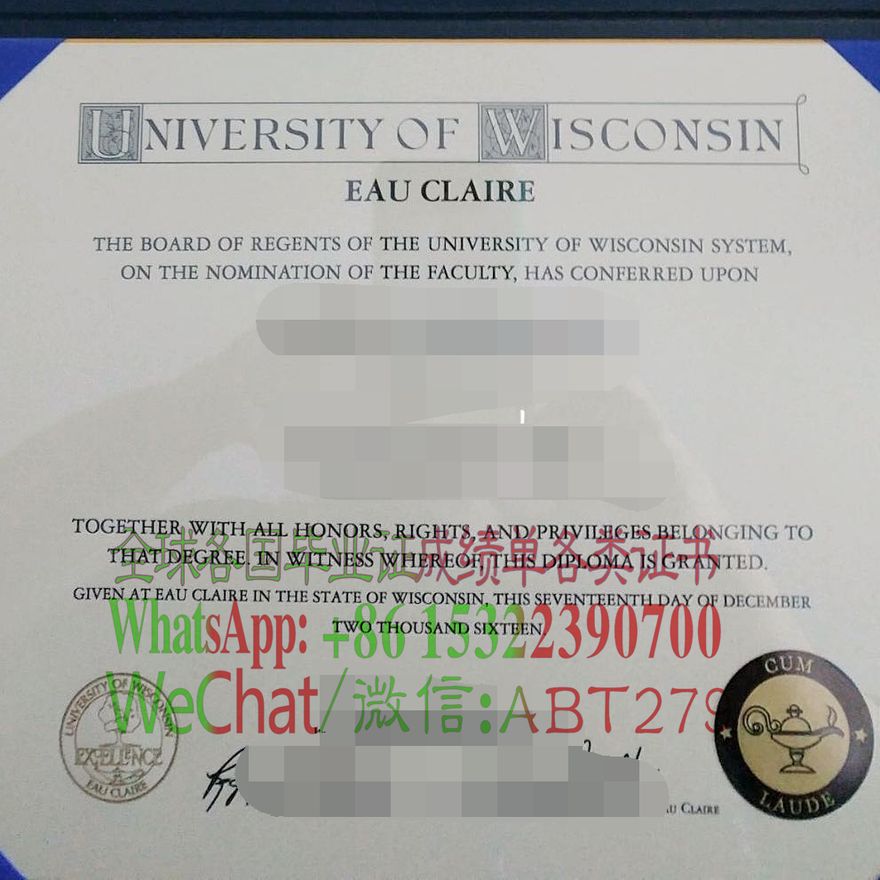 UNIVERSITY OF WISCONSIN
EAU CLAIRE
THE BOARD OF REGENTS OF THE UNIVERSITY OF WISCONSIN SYSTEM,
ON THE NOMINATION OF THE FACULTY, HAS CONFERRED UPON
TOGETHER WITH ALL HONORS, RIGHTS, AND PRIVILEGES BELONGING TO
THAT DEGREE. IN WITNESS WHEREOF, THIS DIPLOMA IS GRANTED.
全球各国毕业证成绩单各类证书
GIVEN AT EAU CLAIRE IN THE STATE OF WISCONSIN, THIS SEVENTEENTH DAY OF DECEMBER
TWO THOUSAND SIXTEEN
WhatsApp: +86 15322390700
WeChat/微信:ABT279
UNIVERSITY OF WISCONSIN
EXCELLENCE
EAU CLAIRE
CUM
LAUDE
CLAIRE